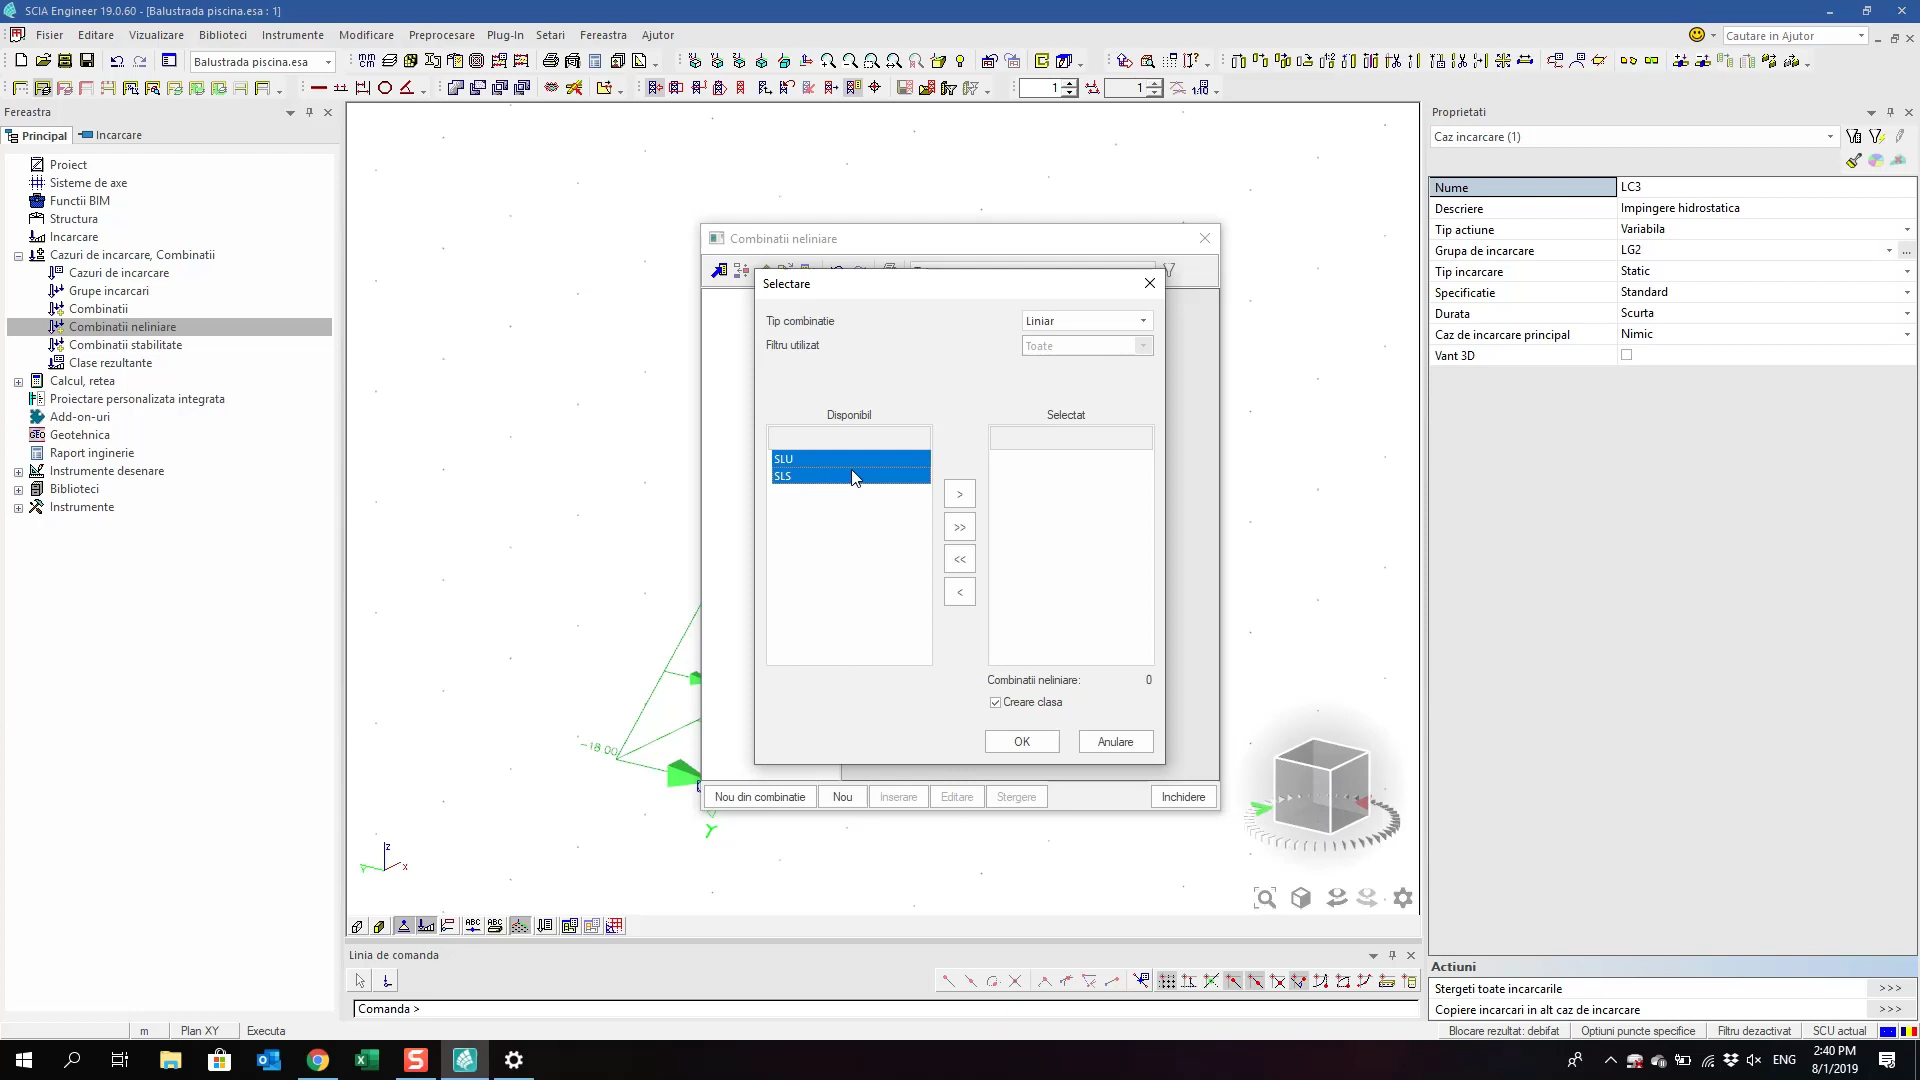 SCIA Engineer 19.0.60 - [Balustrada piscina.esa : 1]
Fisier Editare Vizualizare Biblioteci Instrumente Modificare Preprocesare Plug-In Setari Fereastra Ajutor
Cautare in Ajutor
Balustrada piscina.esa
1 1
Fereastra
Principal Incarcare
Proiect
Sisteme de axe
Functii BIM
Structura
Incarcare
Cazuri de incarcare, Combinatii
Cazuri de incarcare
Grupe incarcari
Combinatii
Combinatii neliniare
Combinatii stabilitate
Clase rezultante
Calcul, retea
Proiectare personalizata integrata
Add-on-uri
Geotehnica
Raport inginerie
Instrumente desenare
Biblioteci
Instrumente
Combinatii neliniare
Selectare
Tip combinatie Liniar
Filtru utilizat Toate
Disponibil Selectat
SLU
SLS
>
>>
<<
<
Combinatii neliniare: 0
Creare clasa
OK Anulare
Nou din combinatie Nou Inserare Editare Stergere Inchidere
-18.00
Y
z
x
Y
Proprietati
Caz incarcare (1)
Nume LC3
Descriere Impingere hidrostatica
Tip actiune Variabila
Grupa de incarcare LG2 ...
Tip incarcare Static
Specificatie Standard
Durata Scurta
Caz de incarcare principal Nimic
Vant 3D
Actiuni
Stergeti toate incarcarile >>>
Copiere incarcari in alt caz de incarcare >>>
ABC ABC
Linia de comanda
Comanda >
m Plan XY Executa
Blocare rezultat: debifat Optiuni puncte specifice Filtru dezactivat SCU actual
ENG
2:40 PM
8/1/2019